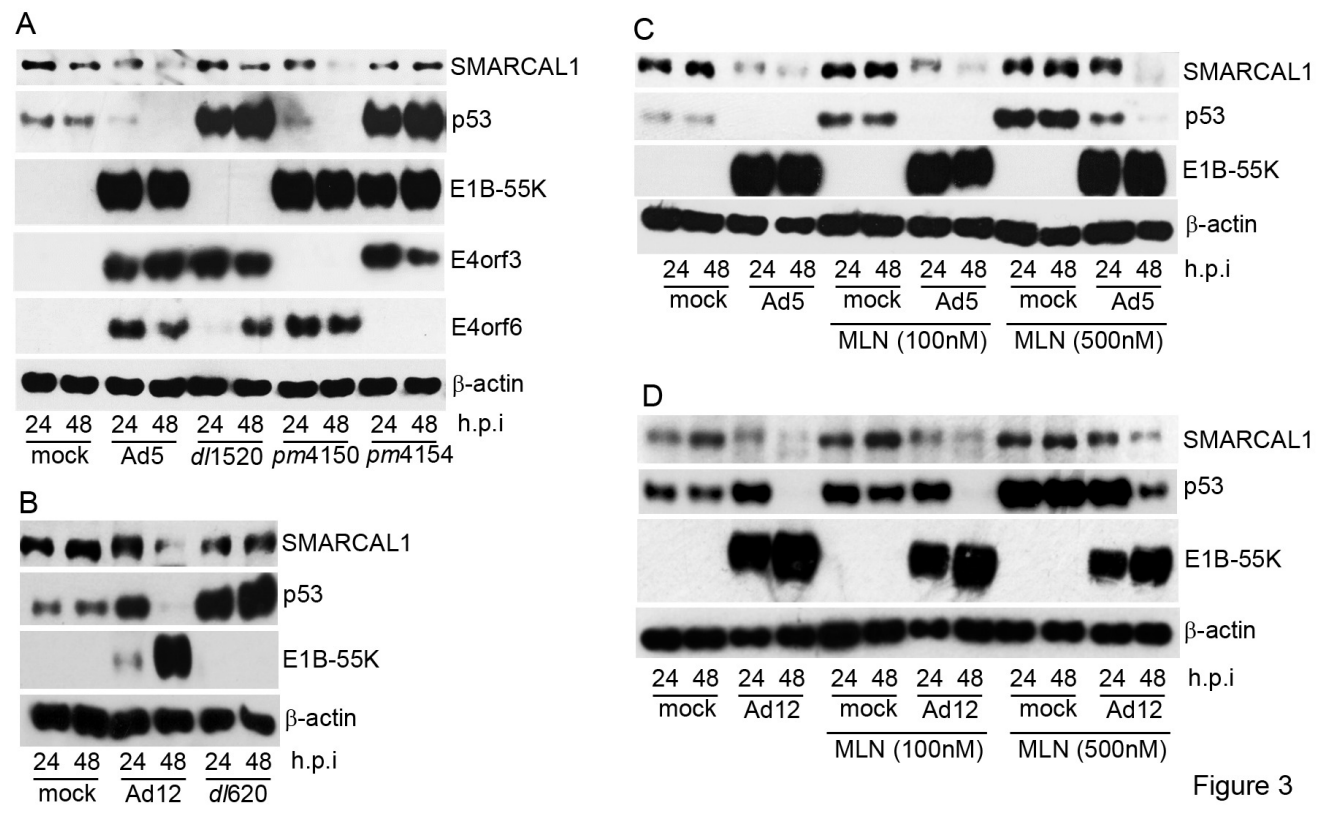 A
SMARCAL1
p53
E1B-55K
E4orf3
E4orf6
β-actin
24 48 24 48 24 48 24 48 24 48 h.p.i
mock Ad5 dl1520 pm4150 pm4154
B
SMARCAL1
p53
E1B-55K
β-actin
24 48 24 48 24 48 h.p.i
mock Ad12 dl620
C
SMARCAL1
p53
E1B-55K
β-actin
24 48 24 48 24 48 24 48 24 48 24 48 h.p.i
mock Ad5 mock Ad5 mock Ad5
MLN (100nM) MLN (500nM)
D
SMARCAL1
p53
E1B-55K
β-actin
24 48 24 48 24 48 24 48 24 48 24 48 h.p.i
mock Ad12 mock Ad12 mock Ad12
MLN (100nM) MLN (500nM)
Figure 3